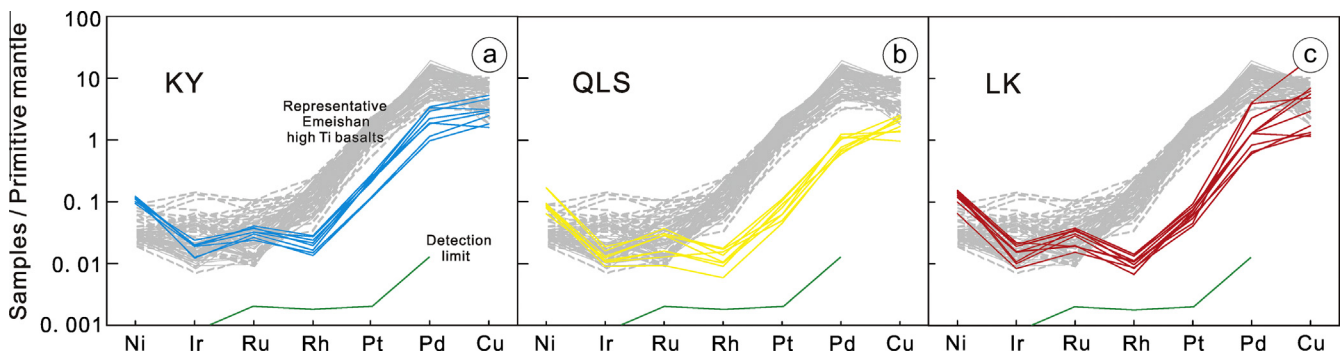 Samples / Primitive mantle
100
10
1
0.1
0.01
0.001
a
KY
Representative
Emeishan
high Ti basalts
Detection
limit
Ni Ir Ru Rh Pt Pd Cu
b
QLS
Ni Ir Ru Rh Pt Pd Cu
c
LK
Ni Ir Ru Rh Pt Pd Cu